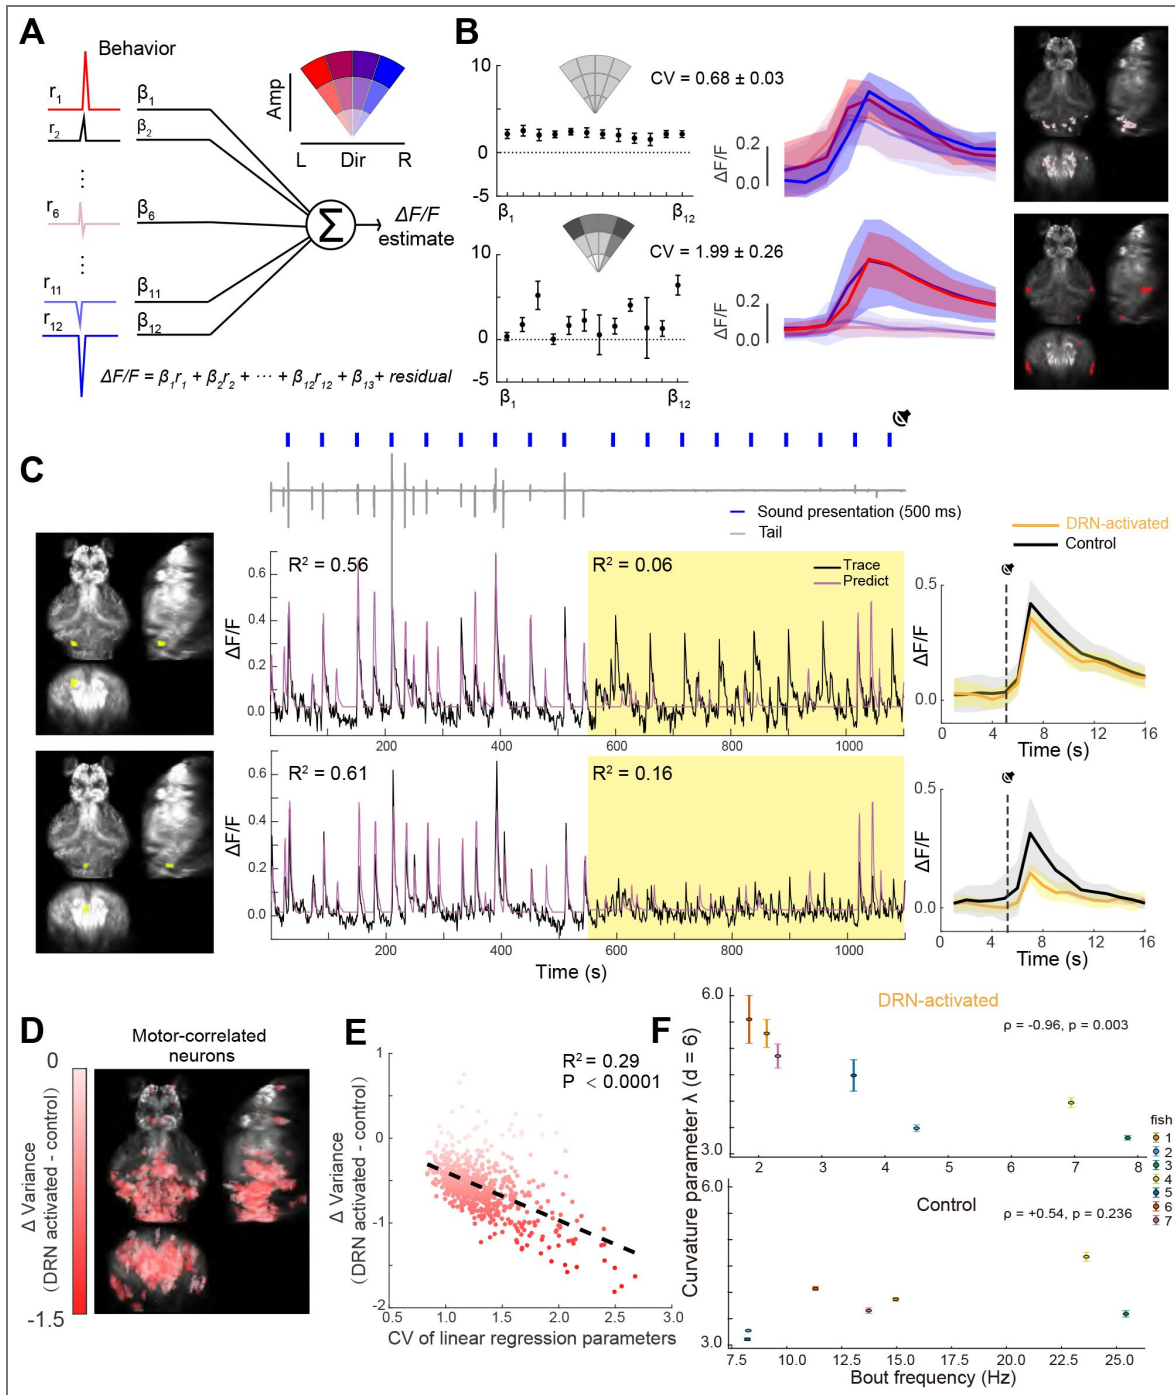 A
Behavior
r1
β1
r2
β2
r6
β6
r11
β11
r12
β12
Σ
ΔF/F
estimate
Amp
L Dir R
ΔF/F = β1r1 + β2r2 + ··· + β12r12 + β13 + residual
B
10
0
-5
β1 β12
CV = 0.68 ± 0.03
ΔF/F
0.2
0.0
10
0
-5
β1 β12
CV = 1.99 ± 0.26
ΔF/F
0.2
0.0
C
Sound presentation (500 ms)
Tail
DRN-activated
Control
R² = 0.56
R² = 0.06
Trace
Predict
ΔF/F
0.6
0.4
0.2
0.0
200 400 600 800 1000
ΔF/F
0.5
0.0
0 4 8 12 16
Time (s)
R² = 0.61
R² = 0.16
ΔF/F
0.6
0.4
0.2
0.0
200 400 600 800 1000
Time (s)
ΔF/F
0.5
0.0
0 4 8 12 16
Time (s)
D
Motor-correlated
neurons
0
-1.5
Δ Variance
(DRN activated - control)
E
R² = 0.29
P < 0.0001
Δ Variance
(DRN activated - control)
1
0
-1
-2
0.5 1.0 1.5 2.0 2.5 3.0
CV of linear regression parameters
F
DRN-activated
ρ = -0.96, p = 0.003
6.0
3.0
2 3 4 5 6 7 8
Curvature parameter λ (d = 6)
Control
ρ = +0.54, p = 0.236
6.0
3.0
7.5 10.0 12.5 15.0 17.5 20.0 22.5 25.0
Bout frequency (Hz)
fish
1
2
3
4
5
6
7